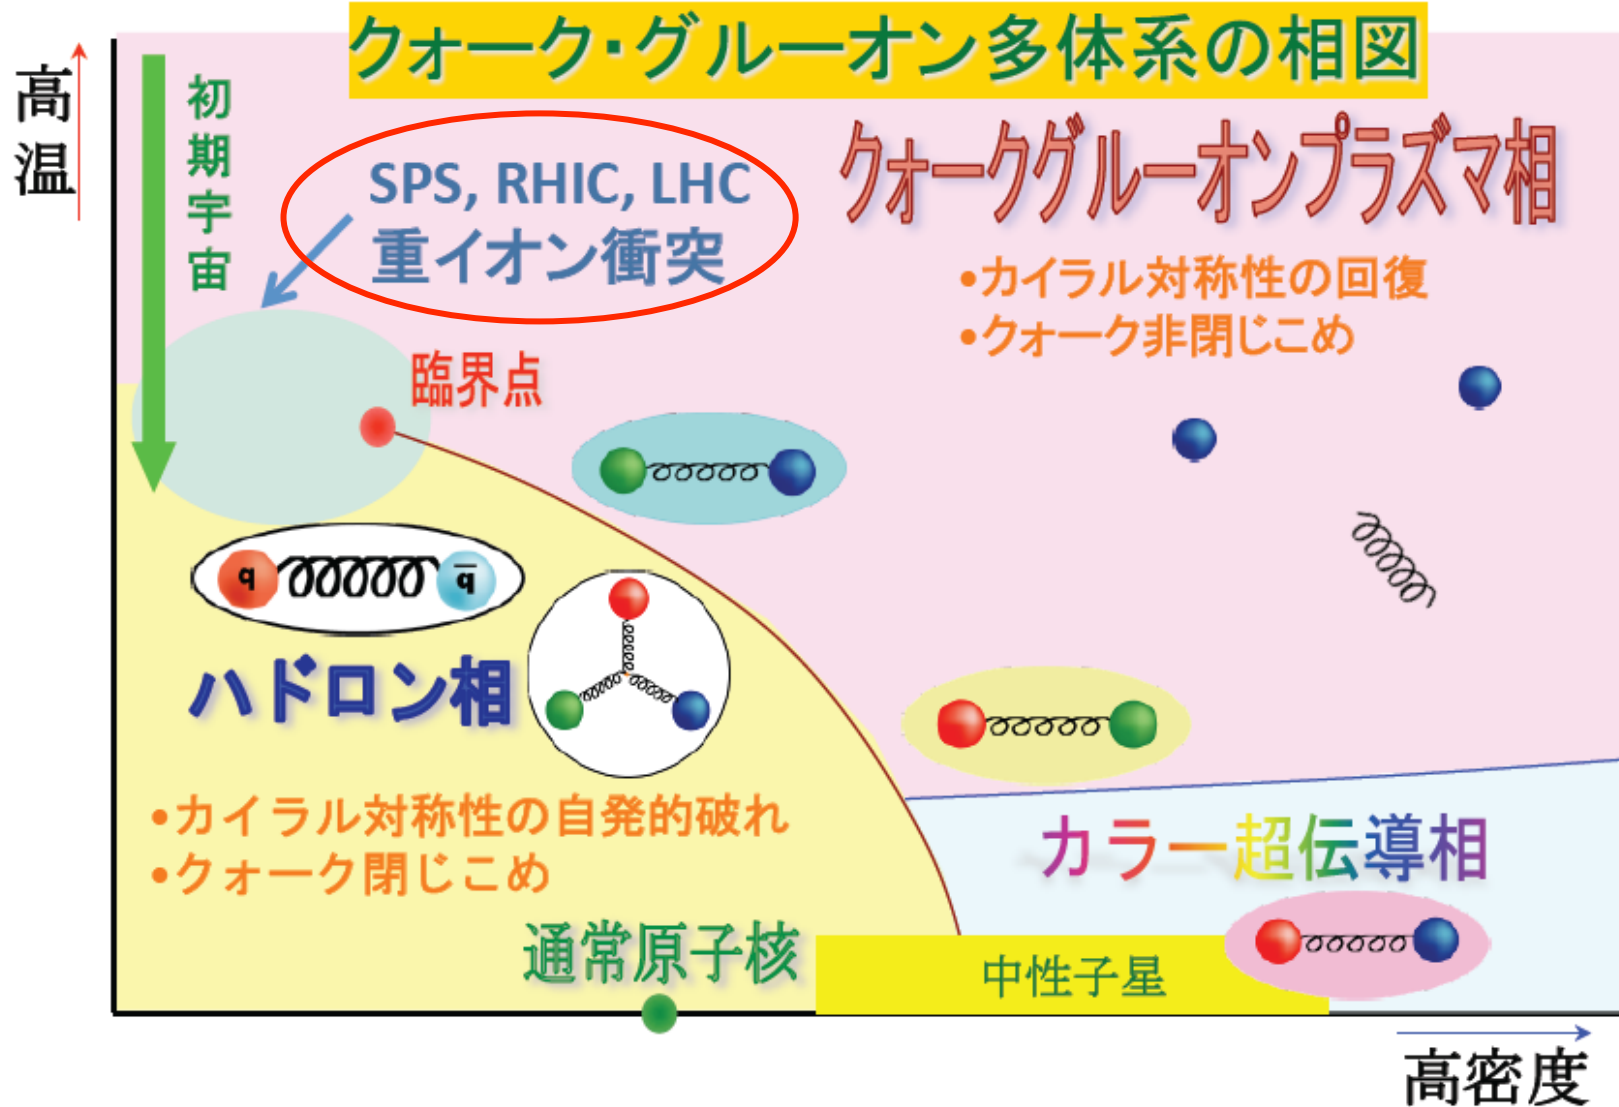 クォーク・グルーオン多体系の相図
高温
初期宇宙
SPS, RHIC, LHC
重イオン衝突
クォークグルーオンプラズマ相
•カイラル対称性の回復
•クォーク非閉じこめ
臨界点
q
q̄
ハドロン相
•カイラル対称性の自発的破れ
•クォーク閉じこめ
カラー超伝導相
通常原子核
中性子星
高密度